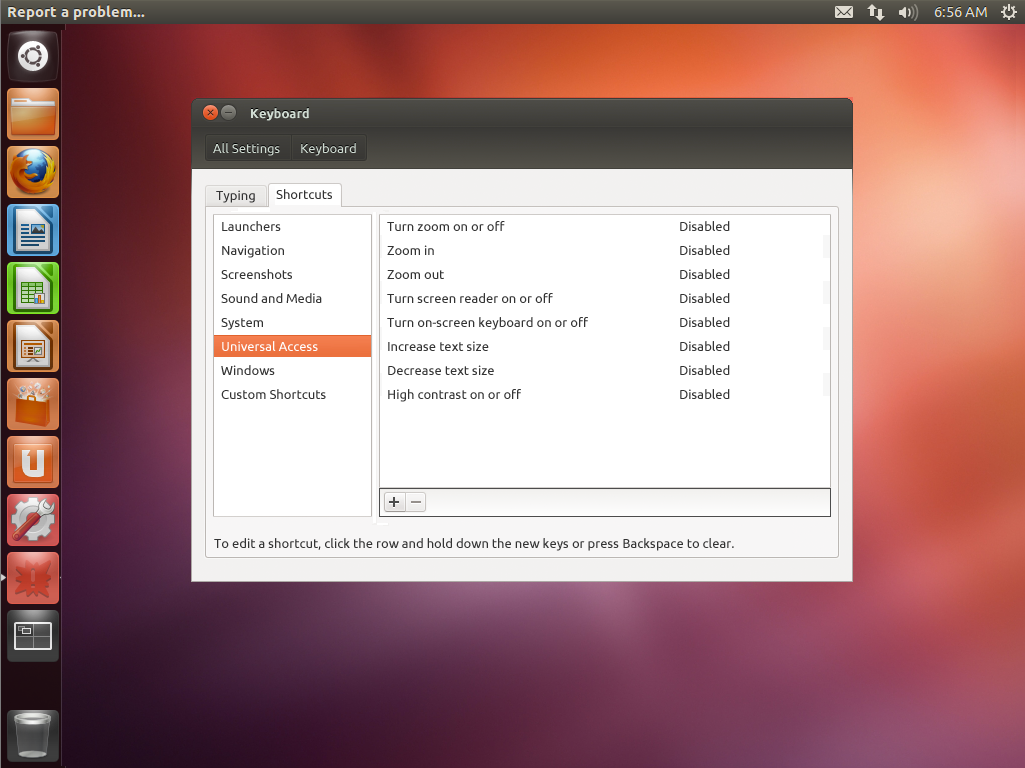 Report a problem...
6:56 AM
Keyboard
All Settings Keyboard
Typing Shortcuts
Launchers
Navigation
Screenshots
Sound and Media
System
Universal Access
Windows
Custom Shortcuts
Turn zoom on or off Disabled
Zoom in Disabled
Zoom out Disabled
Turn screen reader on or off Disabled
Turn on-screen keyboard on or off Disabled
Increase text size Disabled
Decrease text size Disabled
High contrast on or off Disabled
To edit a shortcut, click the row and hold down the new keys or press Backspace to clear.